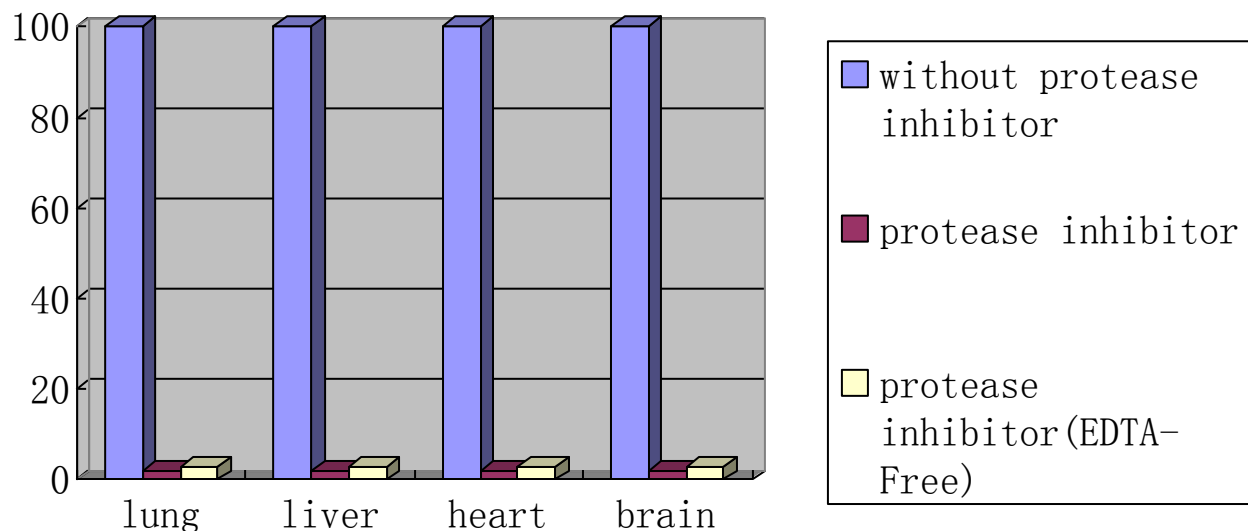 100
80
60
40
20
0
lung liver heart brain
without protease
inhibitor
protease inhibitor
protease
inhibitor(EDTA-
Free)